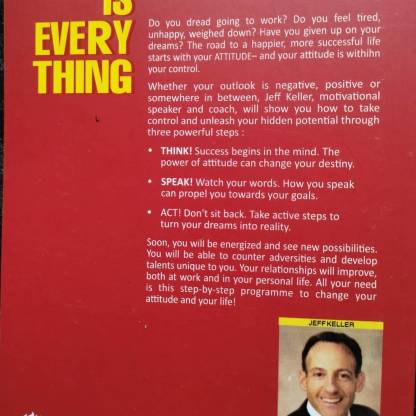 IS
EVERY
THING
Do you dread going to work? Do you feel tired,
unhappy, weighed down? Have you given up on your
dreams? The road to a happier, more successful life
starts with your ATTITUDE– and your attitude is withihn
your control.
Whether your outlook is negative, positive or
somewhere in between, Jeff Keller, motivational
speaker and coach, will show you how to take
control and unleash your hidden potential through
three powerful steps :
• THINK! Success begins in the mind. The
power of attitude can change your destiny.
• SPEAK! Watch your words. How you speak
can propel you towards your goals.
• ACT! Don't sit back. Take active steps to
turn your dreams into reality.
Soon, you will be energized and see new possibilities.
You will be able to counter adversities and develop
talents unique to you. Your relationships will improve,
both at work and in your personal life. All your need
is this step-by-step programme to change your
attitude and your life!
JEFF KELLER